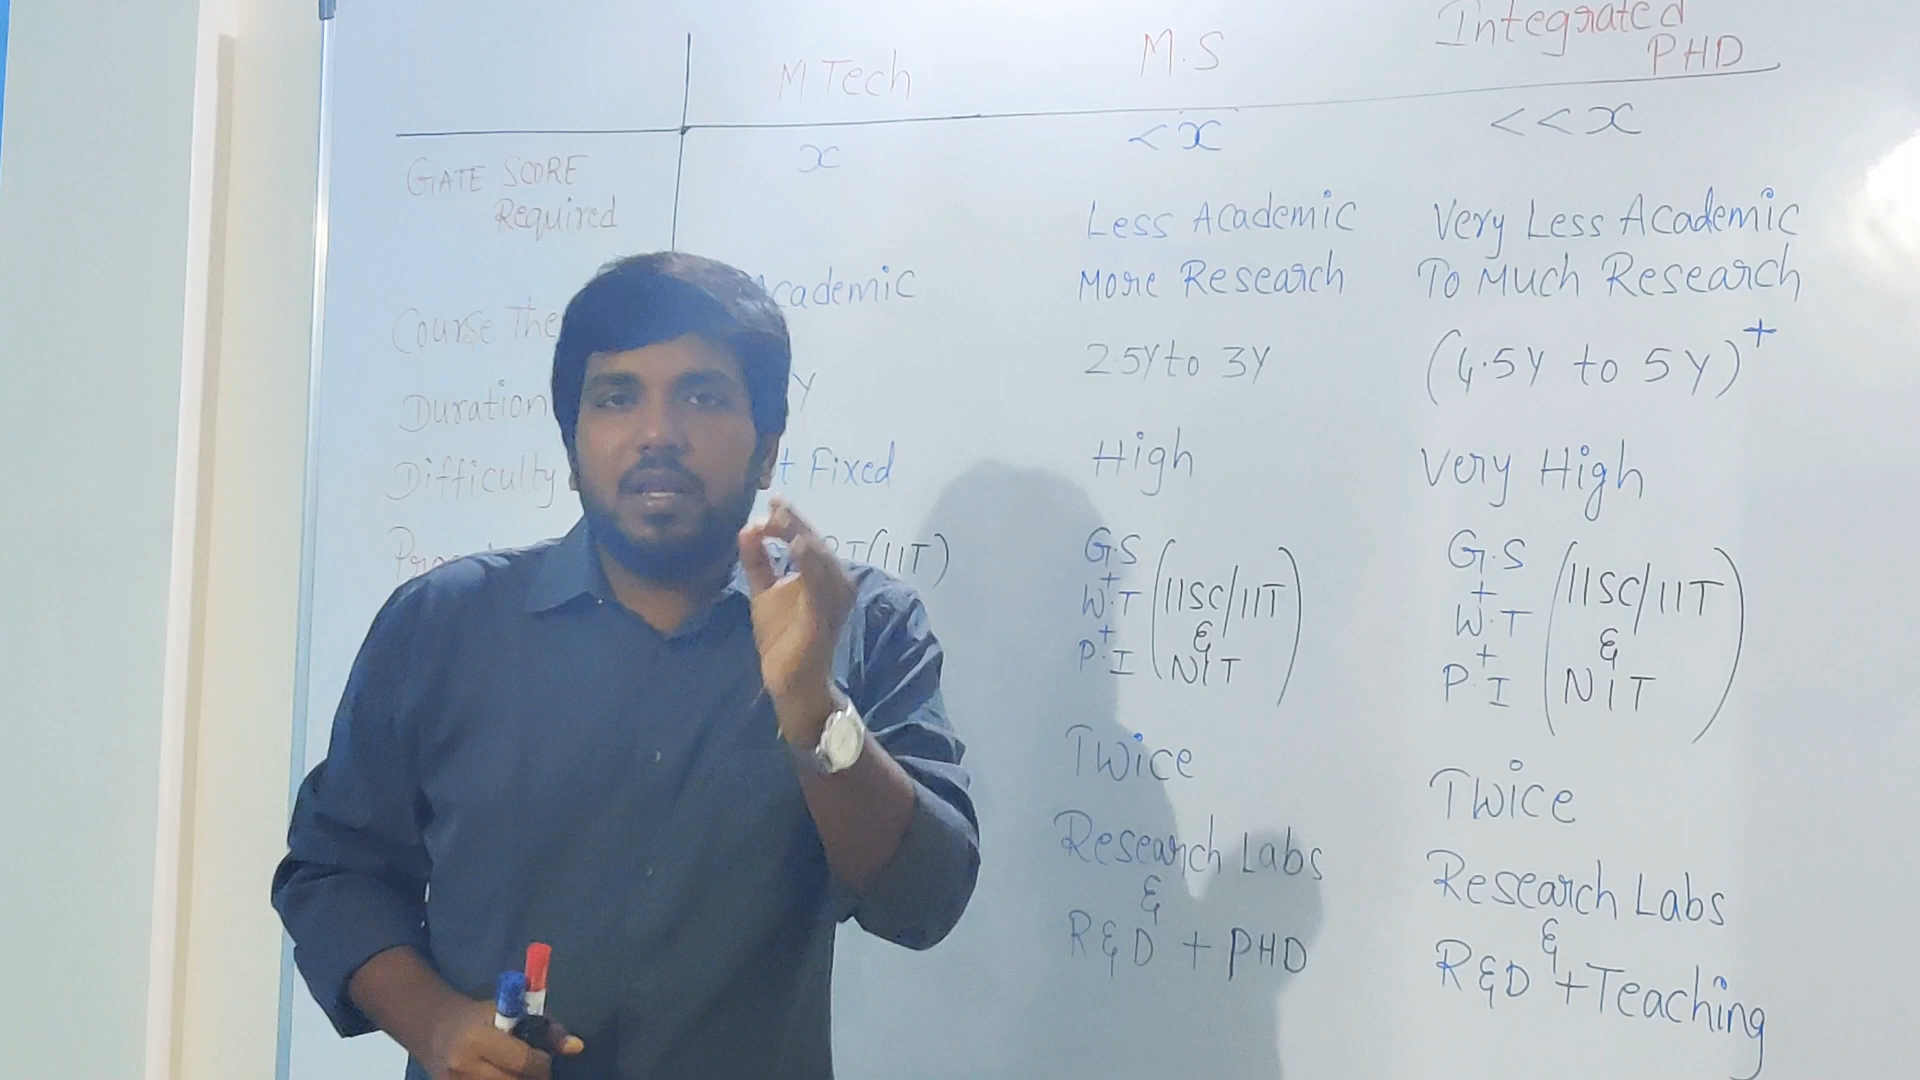 M Tech M.S Integrated
PHD
GATE SCORE x <x <<x
Required
Less Academic Very Less Academic
More Research To Much Research
Course
Duration 2.5Y to 3Y (4.5Y to 5Y)+
Difficulty Fixed High Very High
(IIT)
G.S G.S
+ +
W.T (IISC/IIT W.T (IISC/IIT
+ & + &
P.I NIT) P.I NIT)
Twice Twice
Research Labs Research Labs
& &
R&D + PHD R&D + Teaching